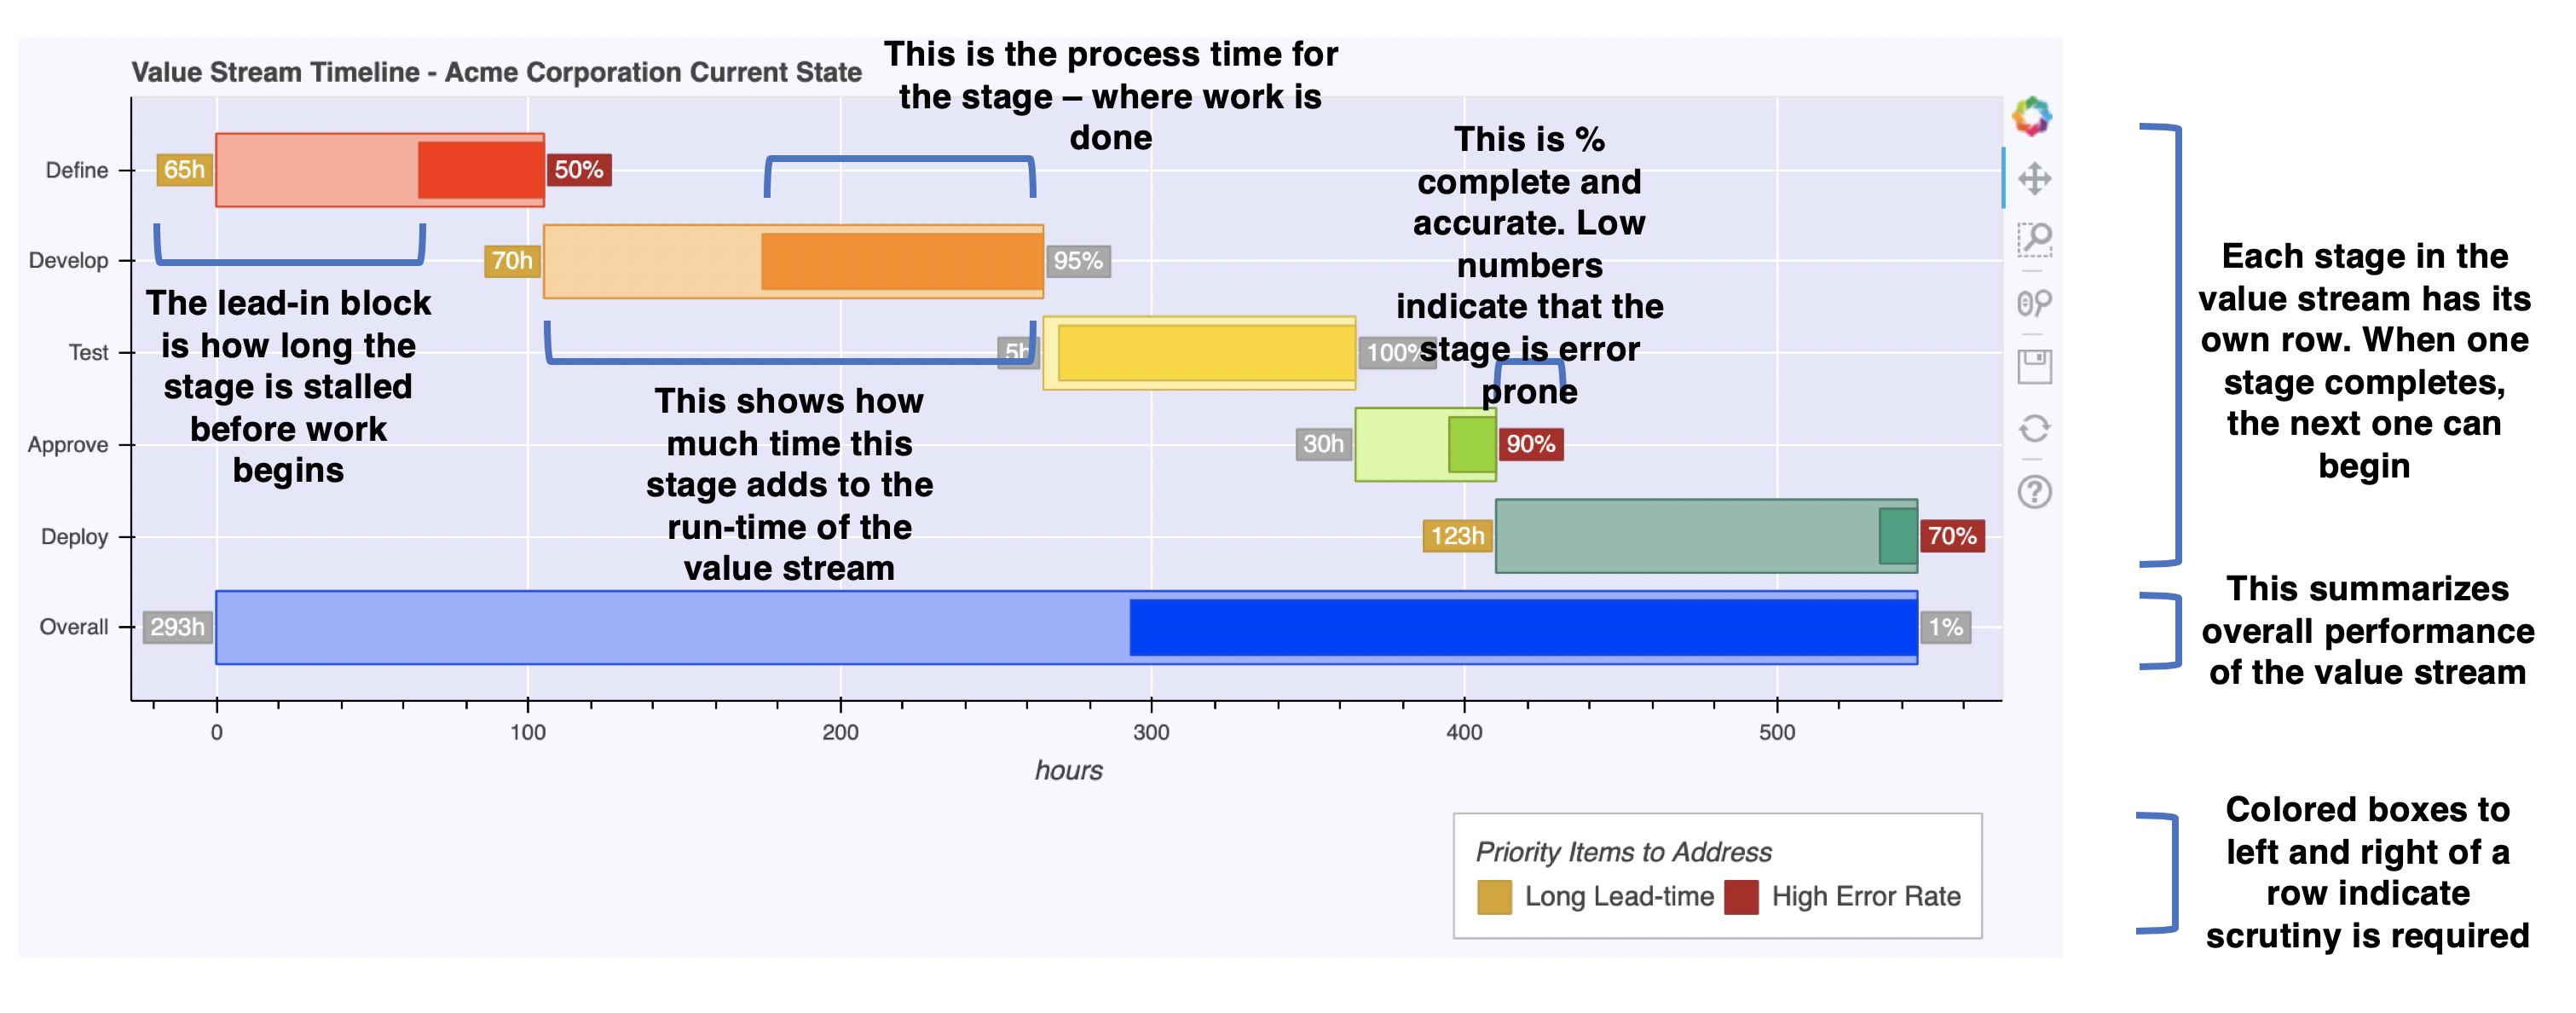 Value Stream Timeline - Acme Corporation Current State
This is the process time for
the stage – where work is
done
This is %
complete and
accurate. Low
numbers
indicate that the
stage is error
prone
Define
65h
50%
Develop
70h
95%
Test
5h
100%
Approve
30h
90%
Deploy
123h
70%
Overall
293h
1%
The lead-in block
is how long the
stage is stalled
before work
begins
This shows how
much time this
stage adds to the
run-time of the
value stream
0
100
200
300
400
500
hours
Priority Items to Address
Long Lead-time
High Error Rate
Each stage in the
value stream has its
own row. When one
stage completes,
the next one can
begin
This summarizes
overall performance
of the value stream
Colored boxes to
left and right of a
row indicate
scrutiny is required